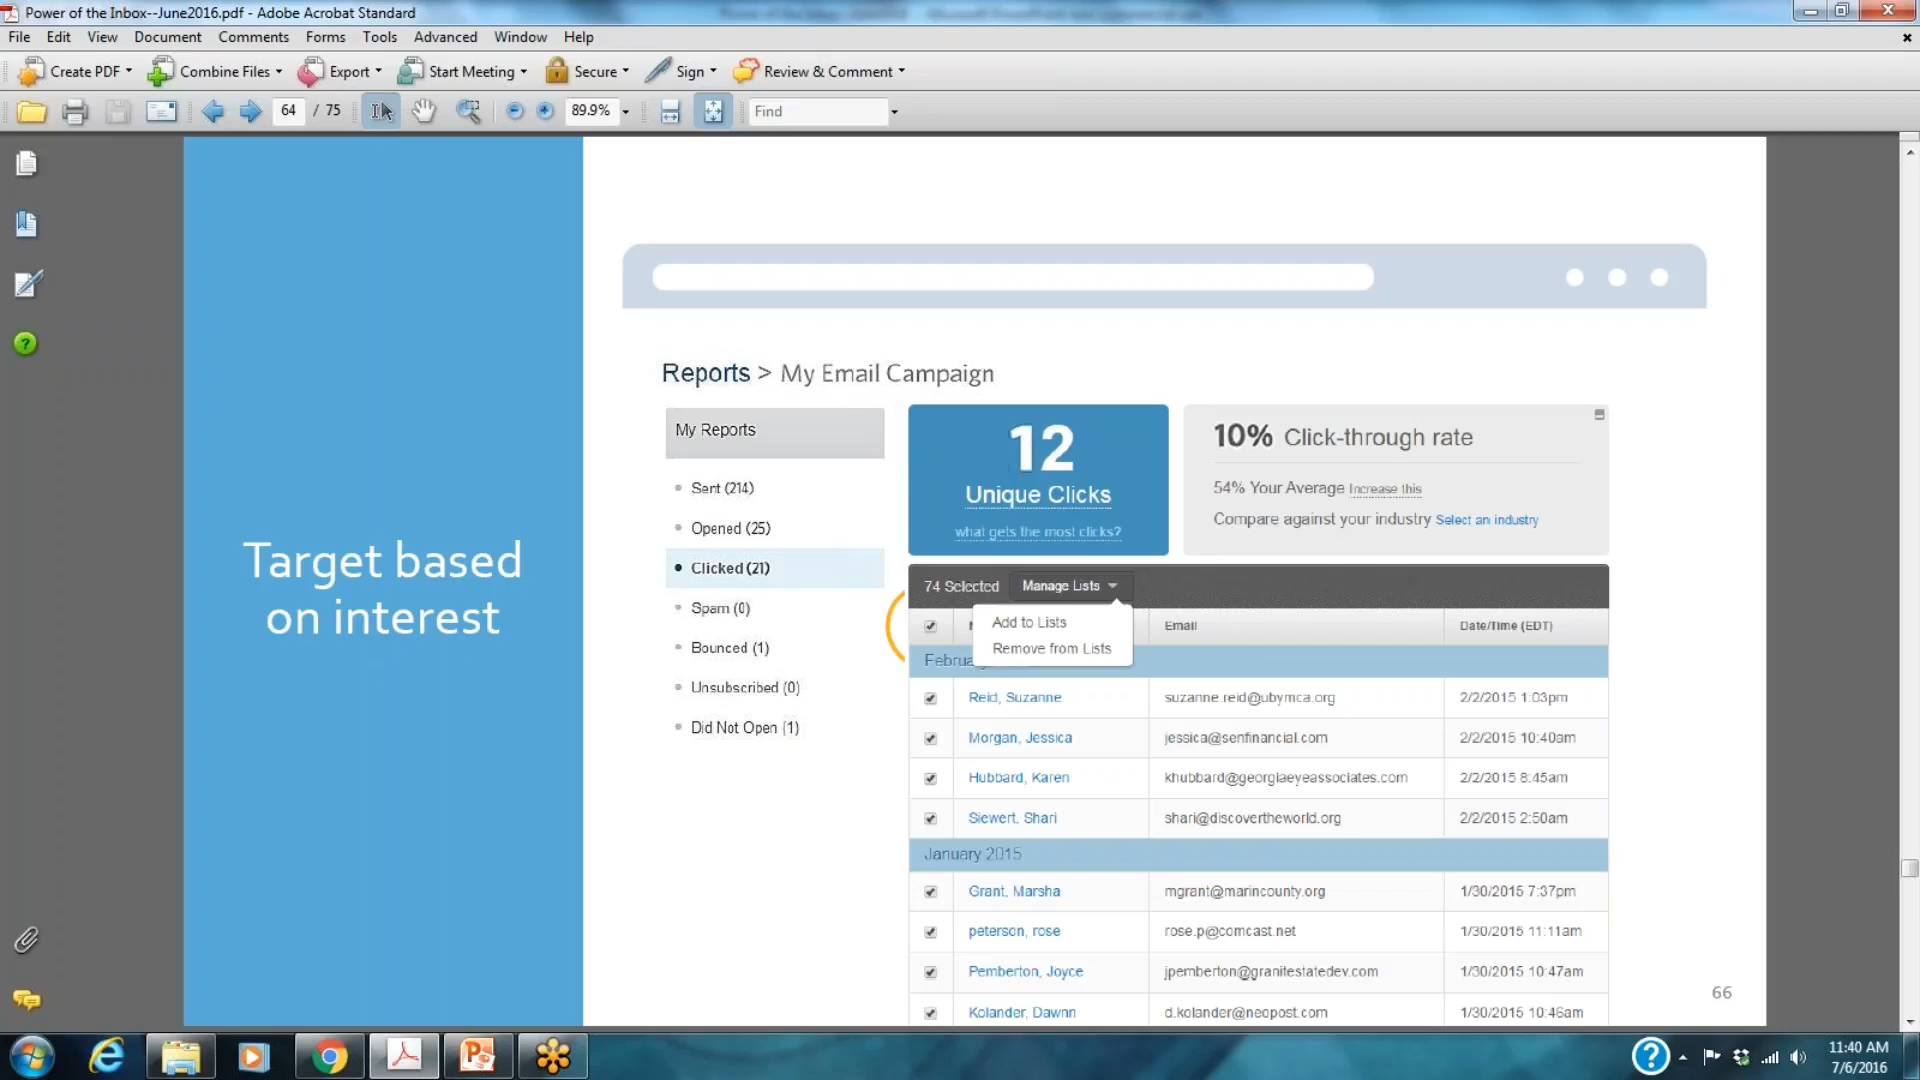 Power of the Inbox--June2016.pdf - Adobe Acrobat Standard
File Edit View Document Comments Forms Tools Advanced Window Help
Create PDF Combine Files Export Start Meeting Secure Sign Review & Comment
64 / 75 89.9% Find
Target based
on interest
Reports > My Email Campaign
My Reports
Sent (214)
Opened (25)
Clicked (21)
Spam (0)
Bounced (1)
Unsubscribed (0)
Did Not Open (1)
12
Unique Clicks
what gets the most clicks?
10% Click-through rate
54% Your Average Increase this
Compare against your industry Select an industry
74 Selected Manage Lists
Add to Lists
Remove from Lists
Email Date/Time (EDT)
Reid, Suzanne suzanne.reid@ubymca.org 2/2/2015 1:03pm
Morgan, Jessica jessica@senfinancial.com 2/2/2015 10:40am
Hubbard, Karen khubbard@georgiaeyeassociates.com 2/2/2015 8:45am
Siewert, Shari shari@discovertheworld.org 2/2/2015 2:50am
January 2015
Grant, Marsha mgrant@marincounty.org 1/30/2015 7:37pm
peterson, rose rose.p@comcast.net 1/30/2015 11:11am
Pemberton, Joyce jpemberton@granitestatedev.com 1/30/2015 10:47am
Kolander, Dawnn d.kolander@neopost.com 1/30/2015 10:46am
66
11:40 AM
7/6/2016